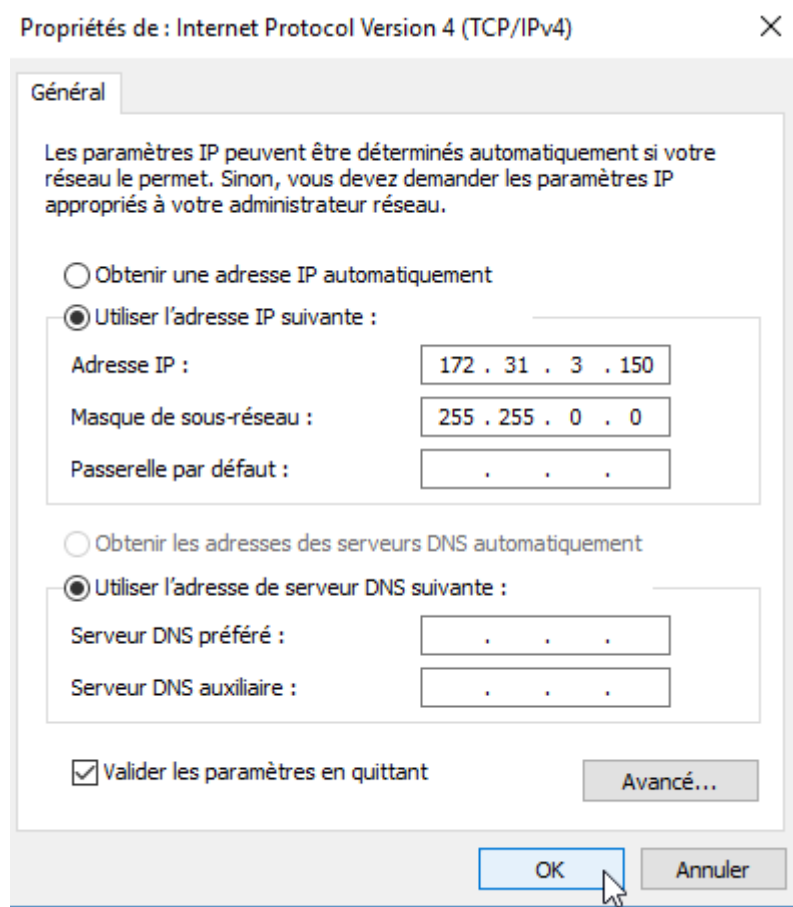 Propriétés de : Internet Protocol Version 4 (TCP/IPv4)
Général
Les paramètres IP peuvent être déterminés automatiquement si votre
réseau le permet. Sinon, vous devez demander les paramètres IP
appropriés à votre administrateur réseau.
Obtenir une adresse IP automatiquement
Utiliser l'adresse IP suivante :
Adresse IP : 172 . 31 . 3 . 150
Masque de sous-réseau : 255 . 255 . 0 . 0
Passerelle par défaut : . . .
Obtenir les adresses des serveurs DNS automatiquement
Utiliser l'adresse de serveur DNS suivante :
Serveur DNS préféré : . . .
Serveur DNS auxiliaire : . . .
Valider les paramètres en quittant
Avancé...
OK Annuler